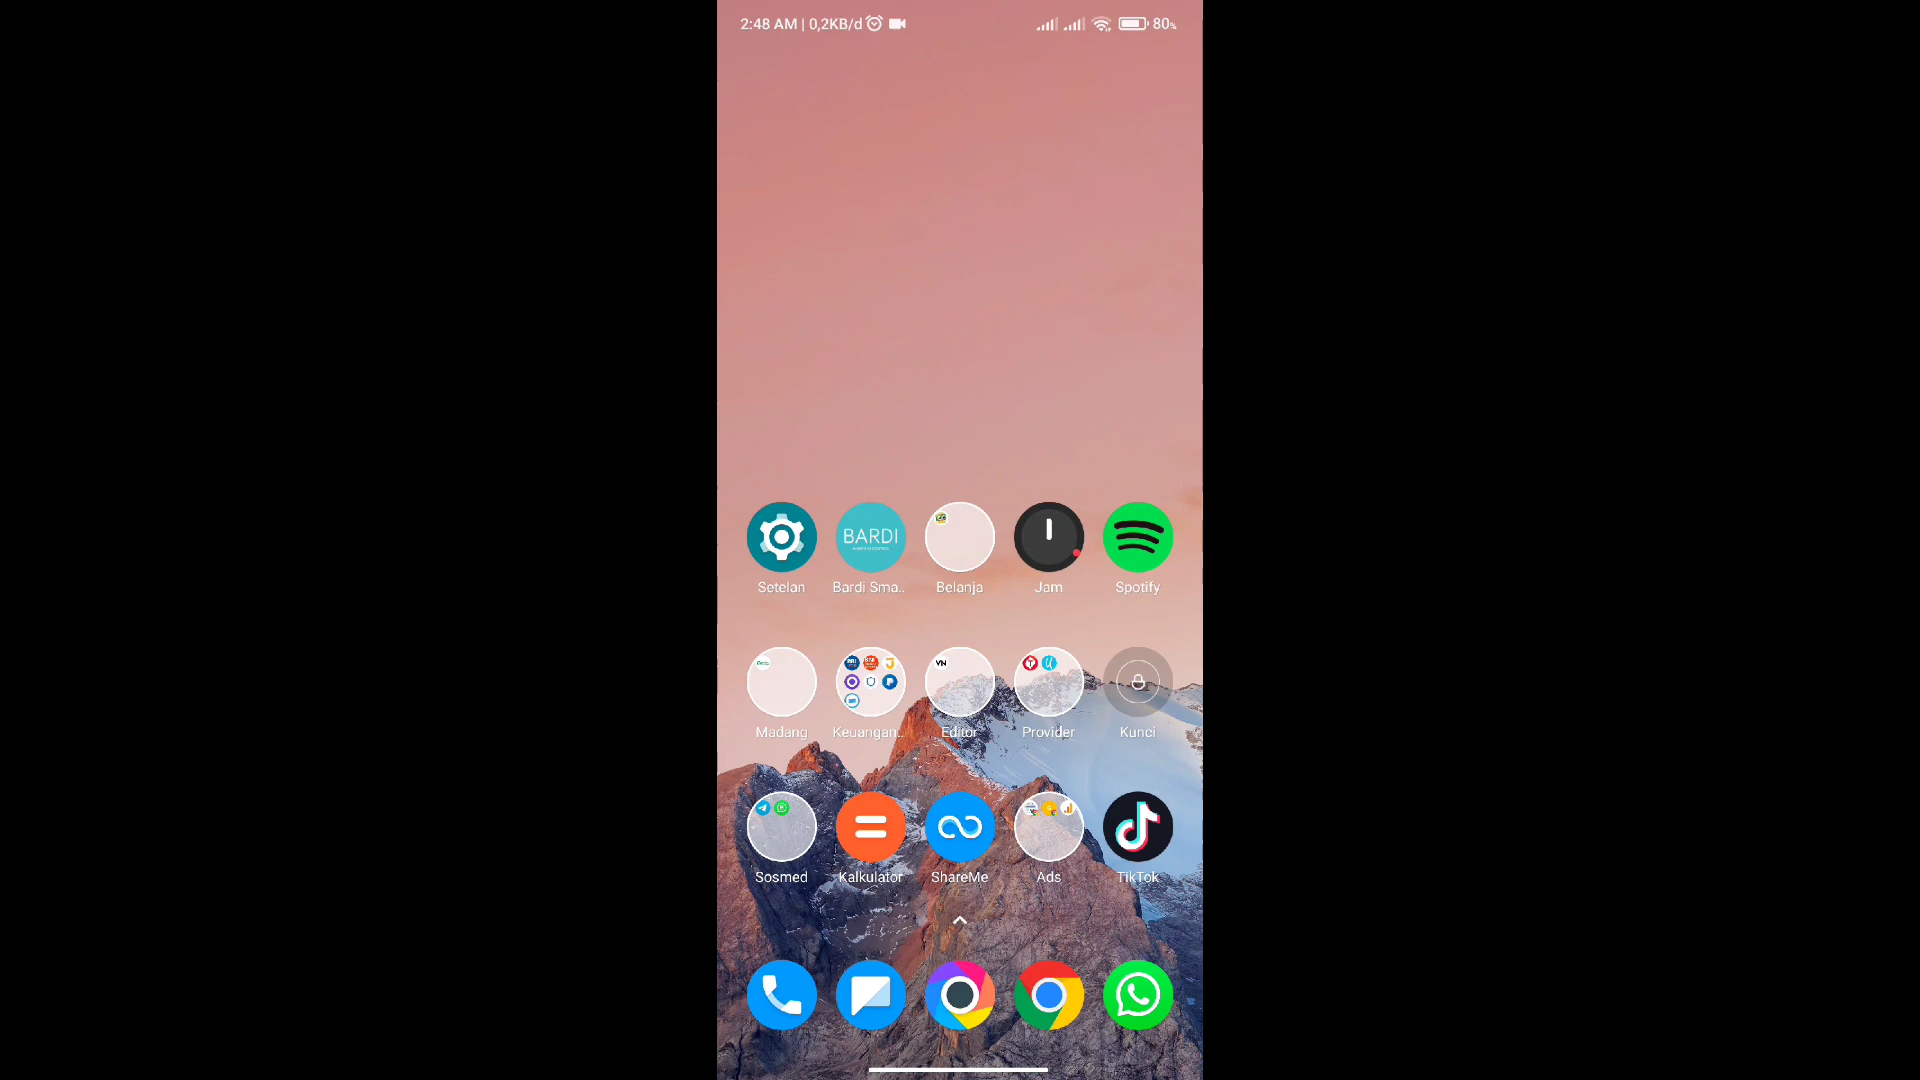 2:48 AM | 0,2KB/d 80%
BARDI
Setelan Bardi Sma.. Belanja Jam Spotify
VN
Madang Keuangan.. Editor Provider Kunci
Sosmed Kalkulator ShareMe Ads TikTok